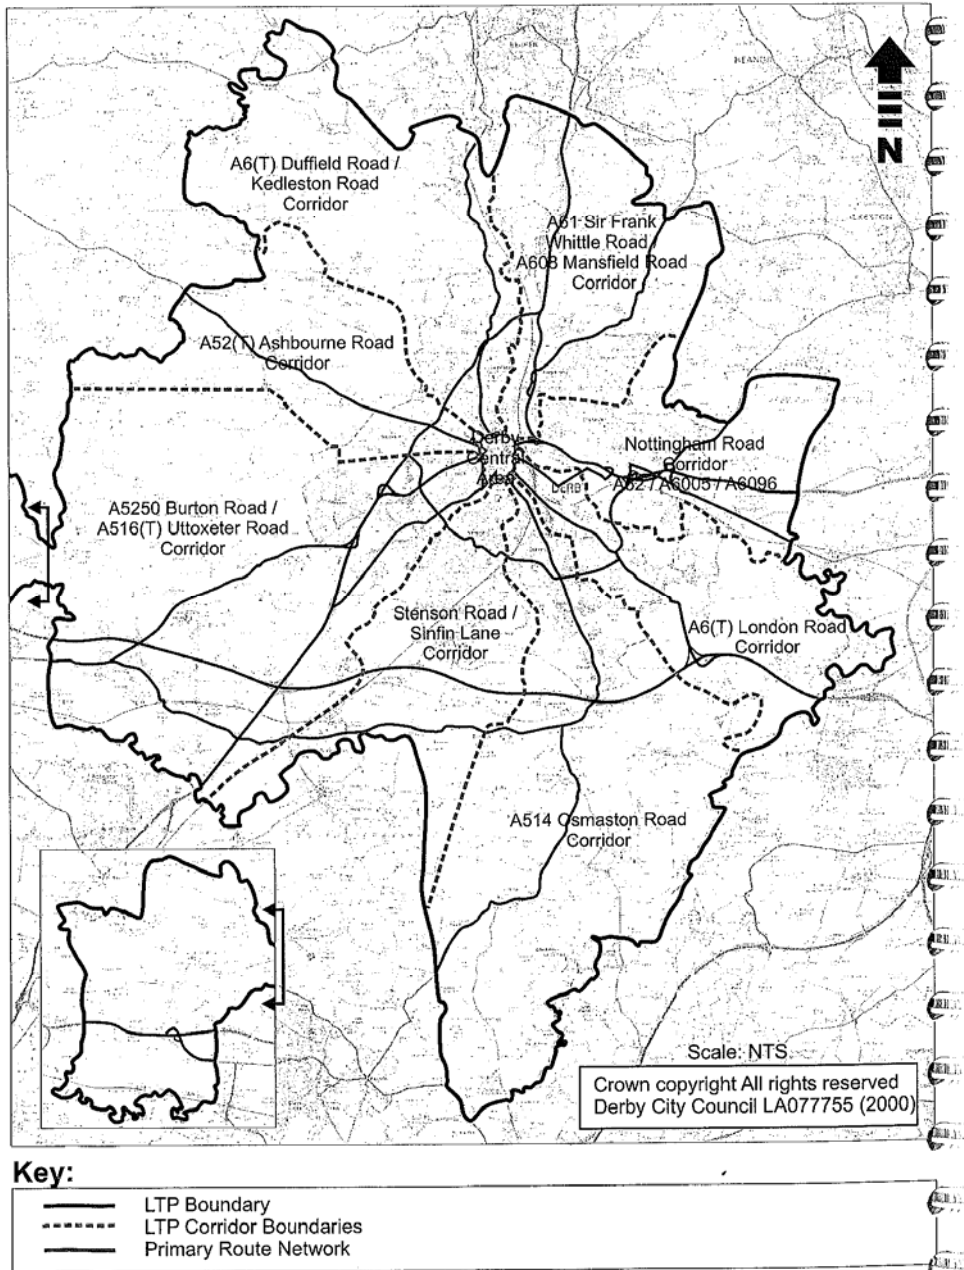 HEANOR
ILKESTON
N
A6(T) Duffield Road /
Kedleston Road
Corridor
A61 Sir Frank
Whittle Road /
A608 Mansfield Road
Corridor
A52(T) Ashbourne Road
Corridor
Derby
Central
Area
DERBY
Nottingham Road
Corridor
A52 / A6005 / A6096
A5250 Burton Road /
A516(T) Uttoxeter Road
Corridor
Stenson Road /
Sinfin Lane
Corridor
A6(T) London Road
Corridor
A514 Osmaston Road
Corridor
Scale: NTS
Crown copyright All rights reserved
Derby City Council LA077755 (2000)
Key:
LTP Boundary
LTP Corridor Boundaries
Primary Route Network